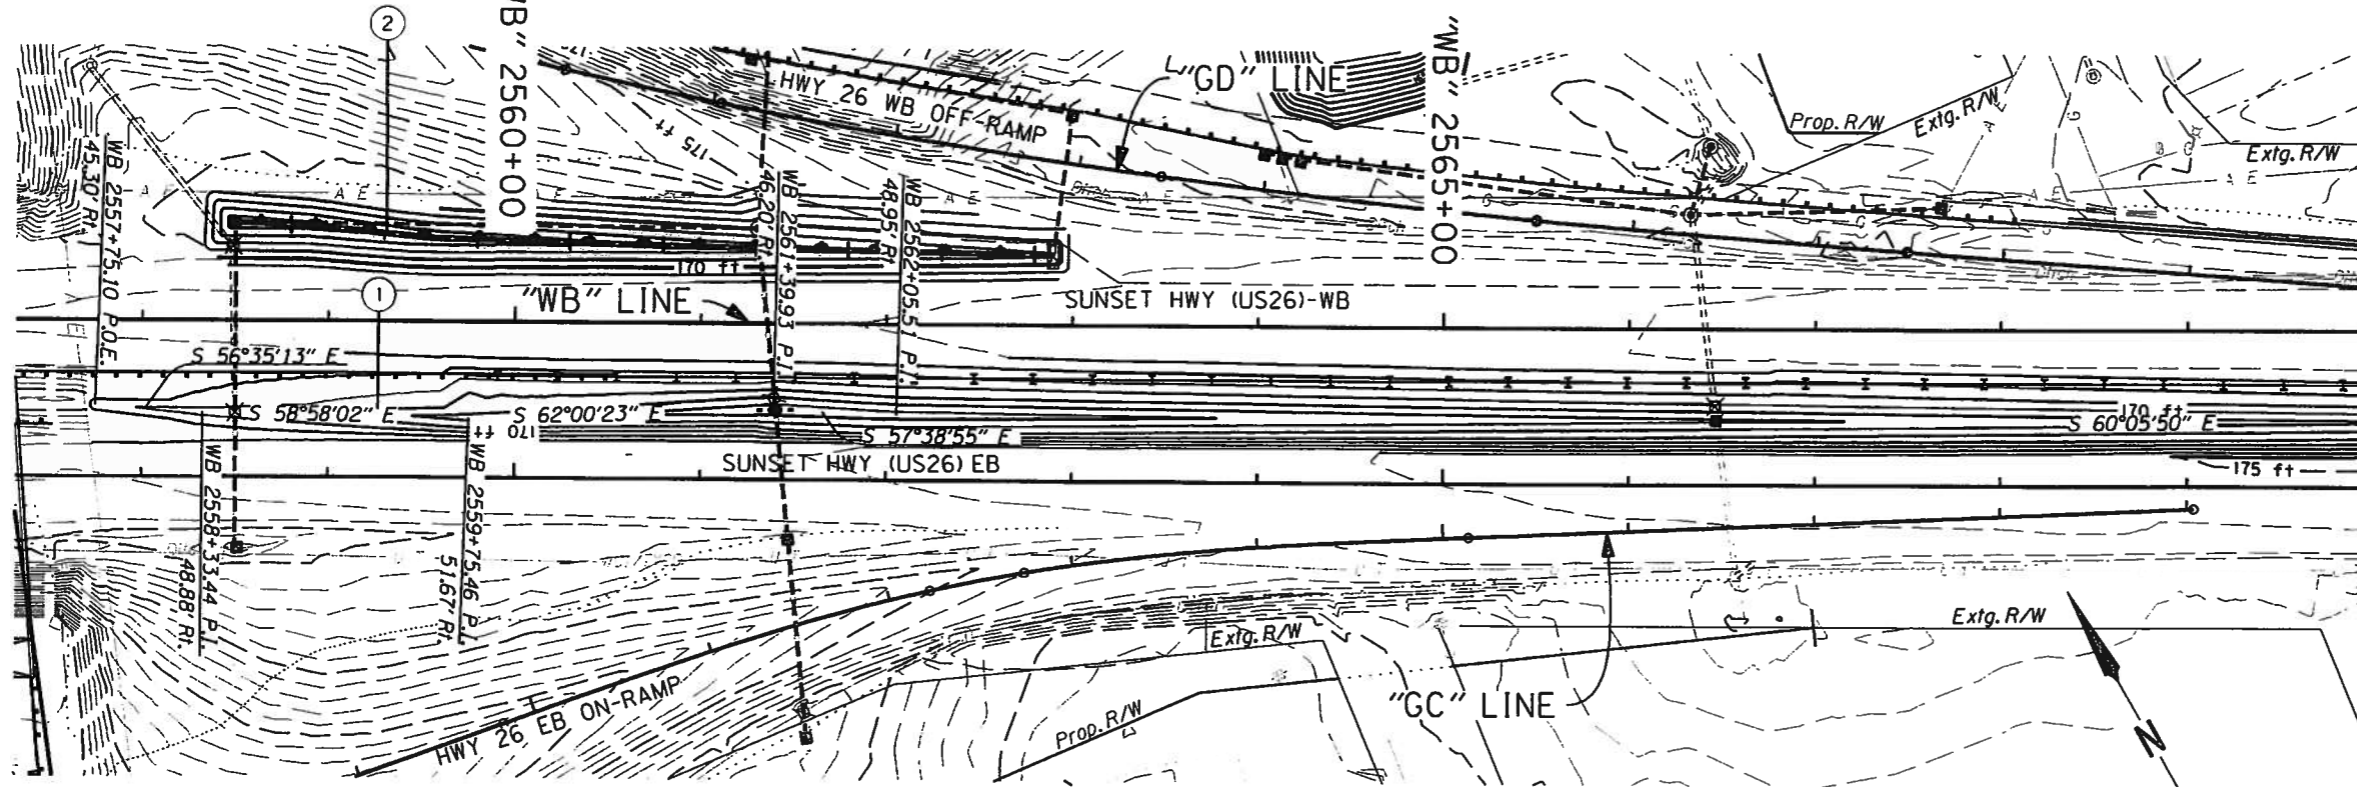 2
"WB" 2560+00
HWY 26 WB OFF-RAMP
"GD" LINE
"WB" 2565+00
Prop. R/W
Extg. R/W
Extg. R/W
175 ft
WB 2557+75.10 P.O.E.
45.30' Rt.
A E
A E
A E
A E
A E
WB 2561+39.93 P.I.
46.20' Rt.
WB 2562+05.51 P.I.
48.95 Rt
170 ft
1
"WB" LINE
SUNSET HWY (US26)-WB
S 56°35'13" E
S 58°58'02" E
S 62°00'23" E
170 ft
S 57°38'55" E
170 ft
S 60°05'50" E
SUNSET HWY (US26) EB
175 ft
WB 2558+33.44 P.I.
48.88' Rt.
WB 2559+75.46 P.I.
51.67' Rt.
HWY 26 EB ON-RAMP
Extg. R/W
Prop. R/W
"GC" LINE
Extg. R/W
N